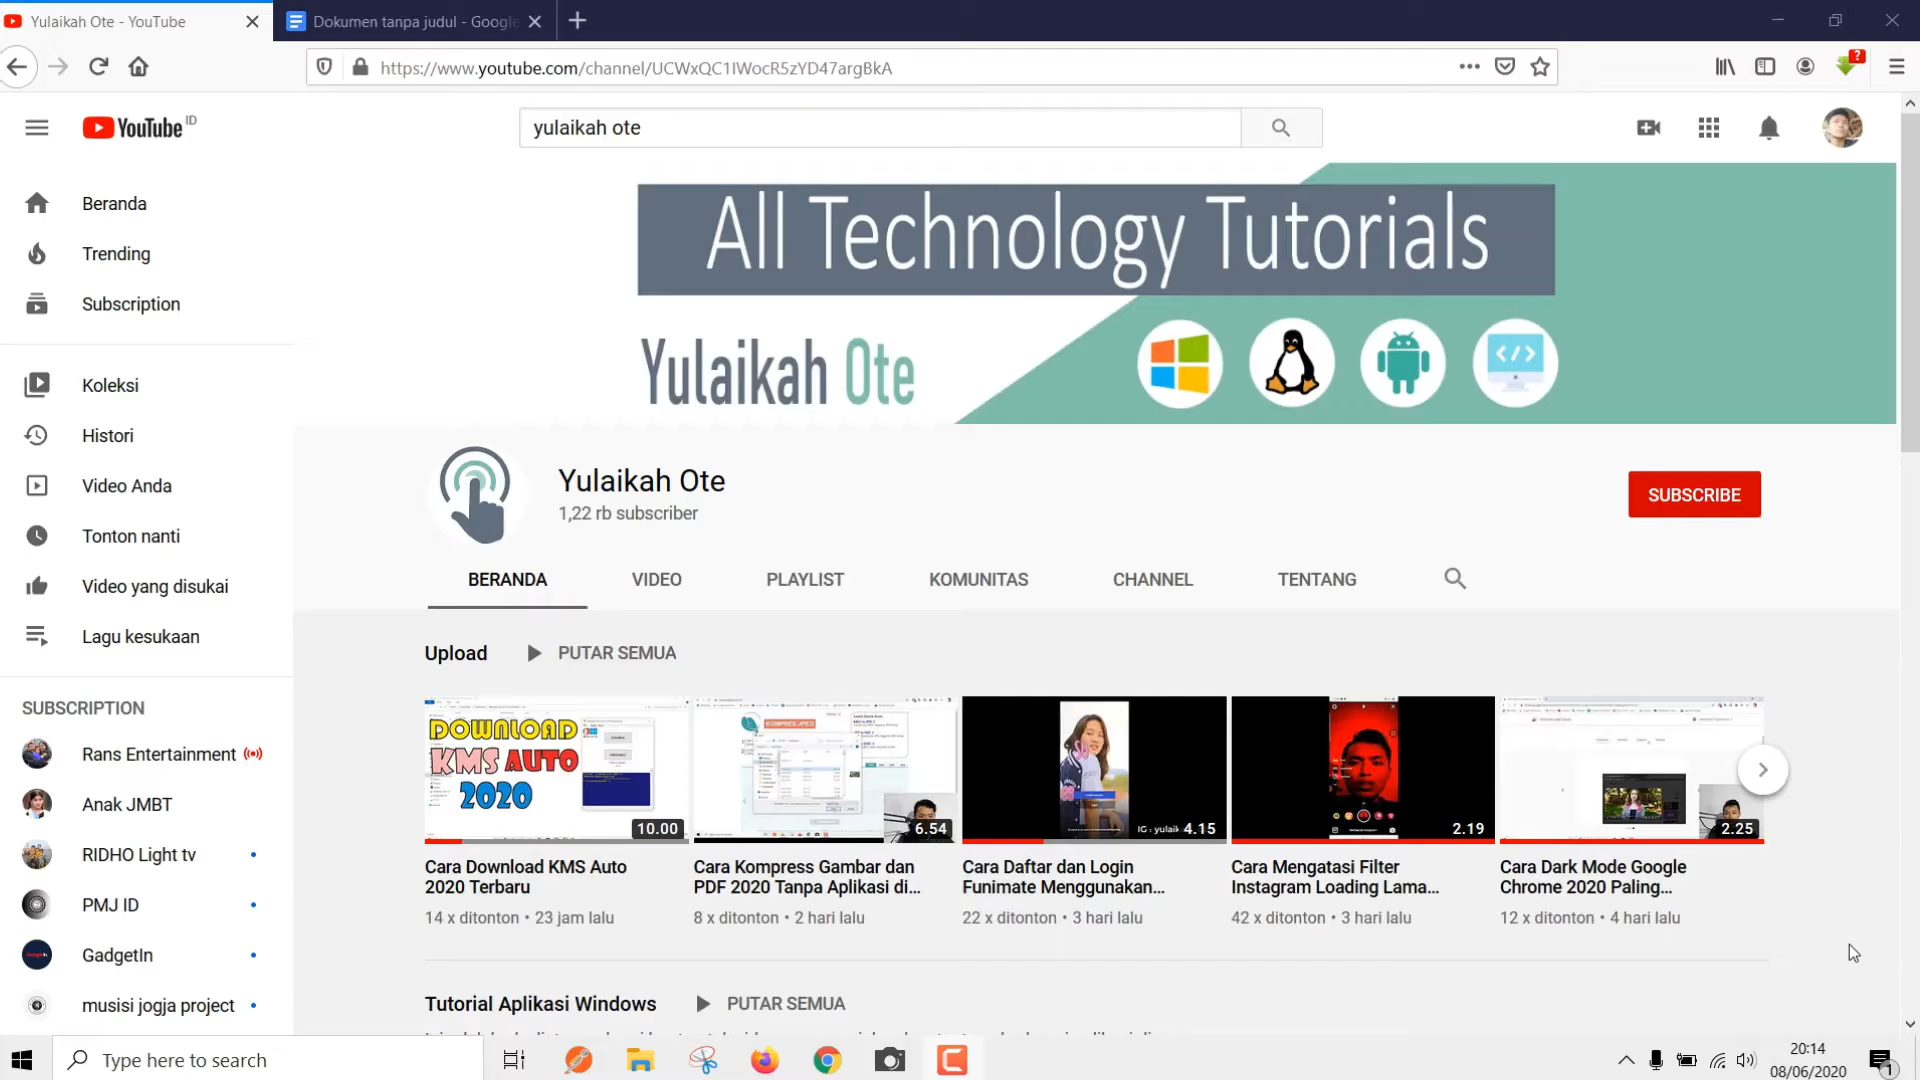 Yulaikah Ote - YouTube
Dokumen tanpa judul - Google
https://www.youtube.com/channel/UCWxQC1IWocR5zYD47argBkA
?
YouTube ID
yulaikah ote
Beranda
Trending
Subscription
Koleksi
Histori
Video Anda
Tonton nanti
Video yang disukai
Lagu kesukaan
SUBSCRIPTION
Rans Entertainment
Anak JMBT
RIDHO Light tv
PMJ ID
GadgetIn
musisi jogja project
All Technology Tutorials
Yulaikah Ote
Yulaikah Ote
1,22 rb subscriber
SUBSCRIBE
BERANDA
VIDEO
PLAYLIST
KOMUNITAS
CHANNEL
TENTANG
Upload
PUTAR SEMUA
DOWNLOAD
KMS AUTO
2020
10.00
Cara Download KMS Auto
2020 Terbaru
14 x ditonton • 23 jam lalu
KOMPRES JPEG
6.54
Cara Kompress Gambar dan
PDF 2020 Tanpa Aplikasi di...
8 x ditonton • 2 hari lalu
IG : yulaik
4.15
Cara Daftar dan Login
Funimate Menggunakan...
22 x ditonton • 3 hari lalu
2.19
Cara Mengatasi Filter
Instagram Loading Lama...
42 x ditonton • 3 hari lalu
2.25
Cara Dark Mode Google
Chrome 2020 Paling...
12 x ditonton • 4 hari lalu
Tutorial Aplikasi Windows
PUTAR SEMUA
Type here to search
20:14
08/06/2020
1